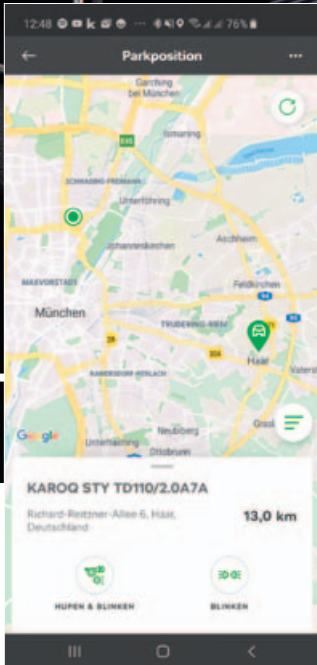 12:48
76%
Parkposition
Garching
bei München
Ismaning
Unterföhring
Johanneskirchen
Aschheim
MAXVORSTADT
Feldkirchen
München
TRUDERING-RIEM
RAMERSDORF-PERLACH
Haar
Google
Neubiberg
Unterhaching
Ottobrunn
KAROQ STY TD110/2.0A7A
Richard-Reitzner-Allee 6, Haar,
Deutschland
13,0 km
HUPEN & BLINKEN
BLINKEN